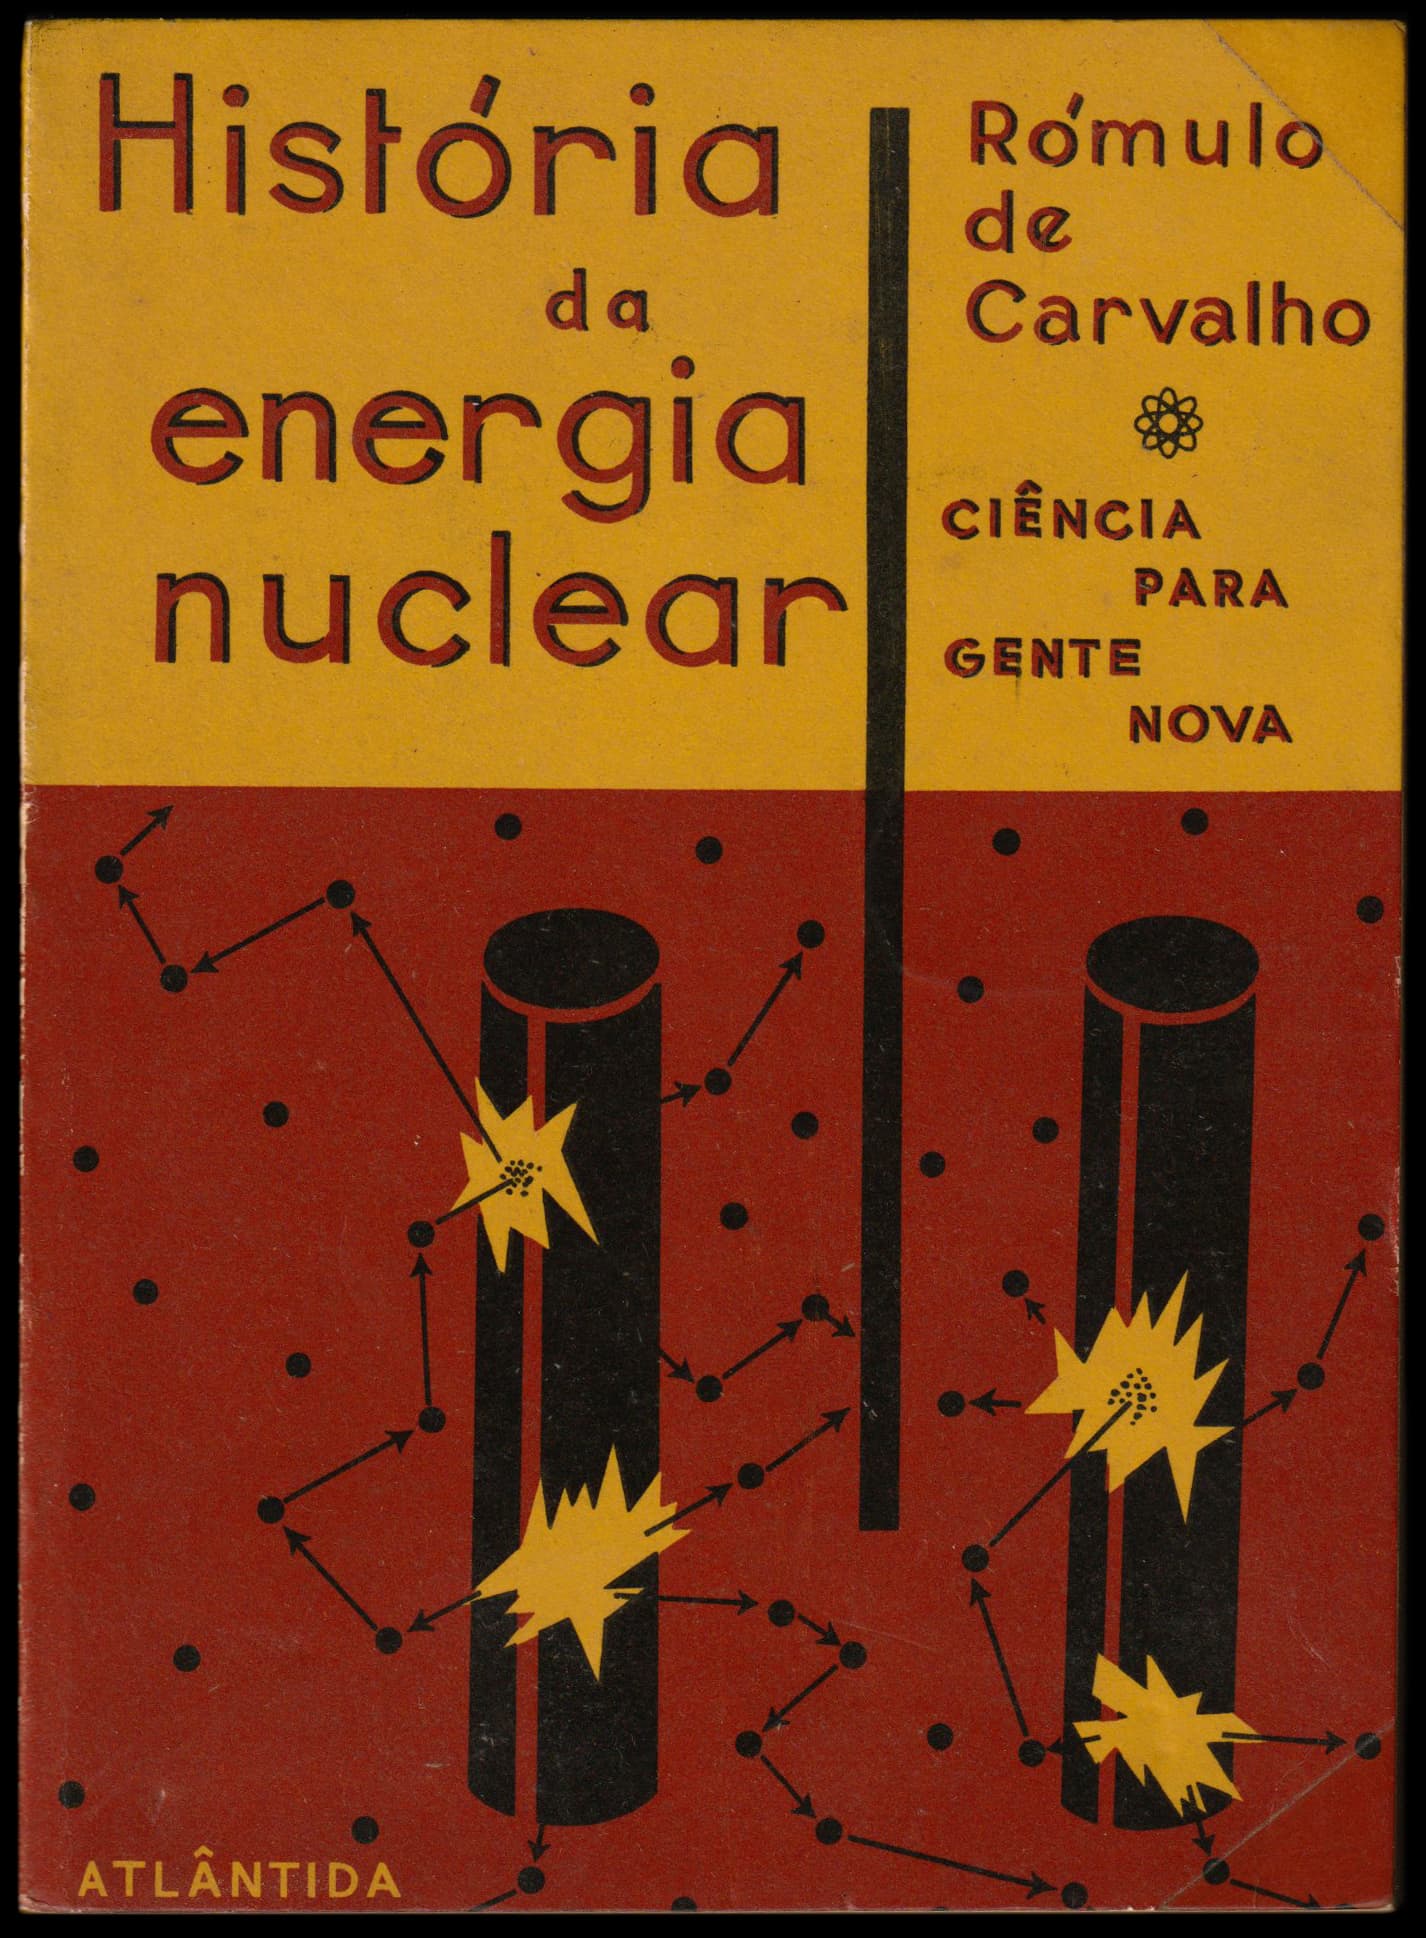 História
da
energia
nuclear
Rómulo
de
Carvalho
CIÊNCIA
PARA
GENTE
NOVA
ATLÂNTIDA